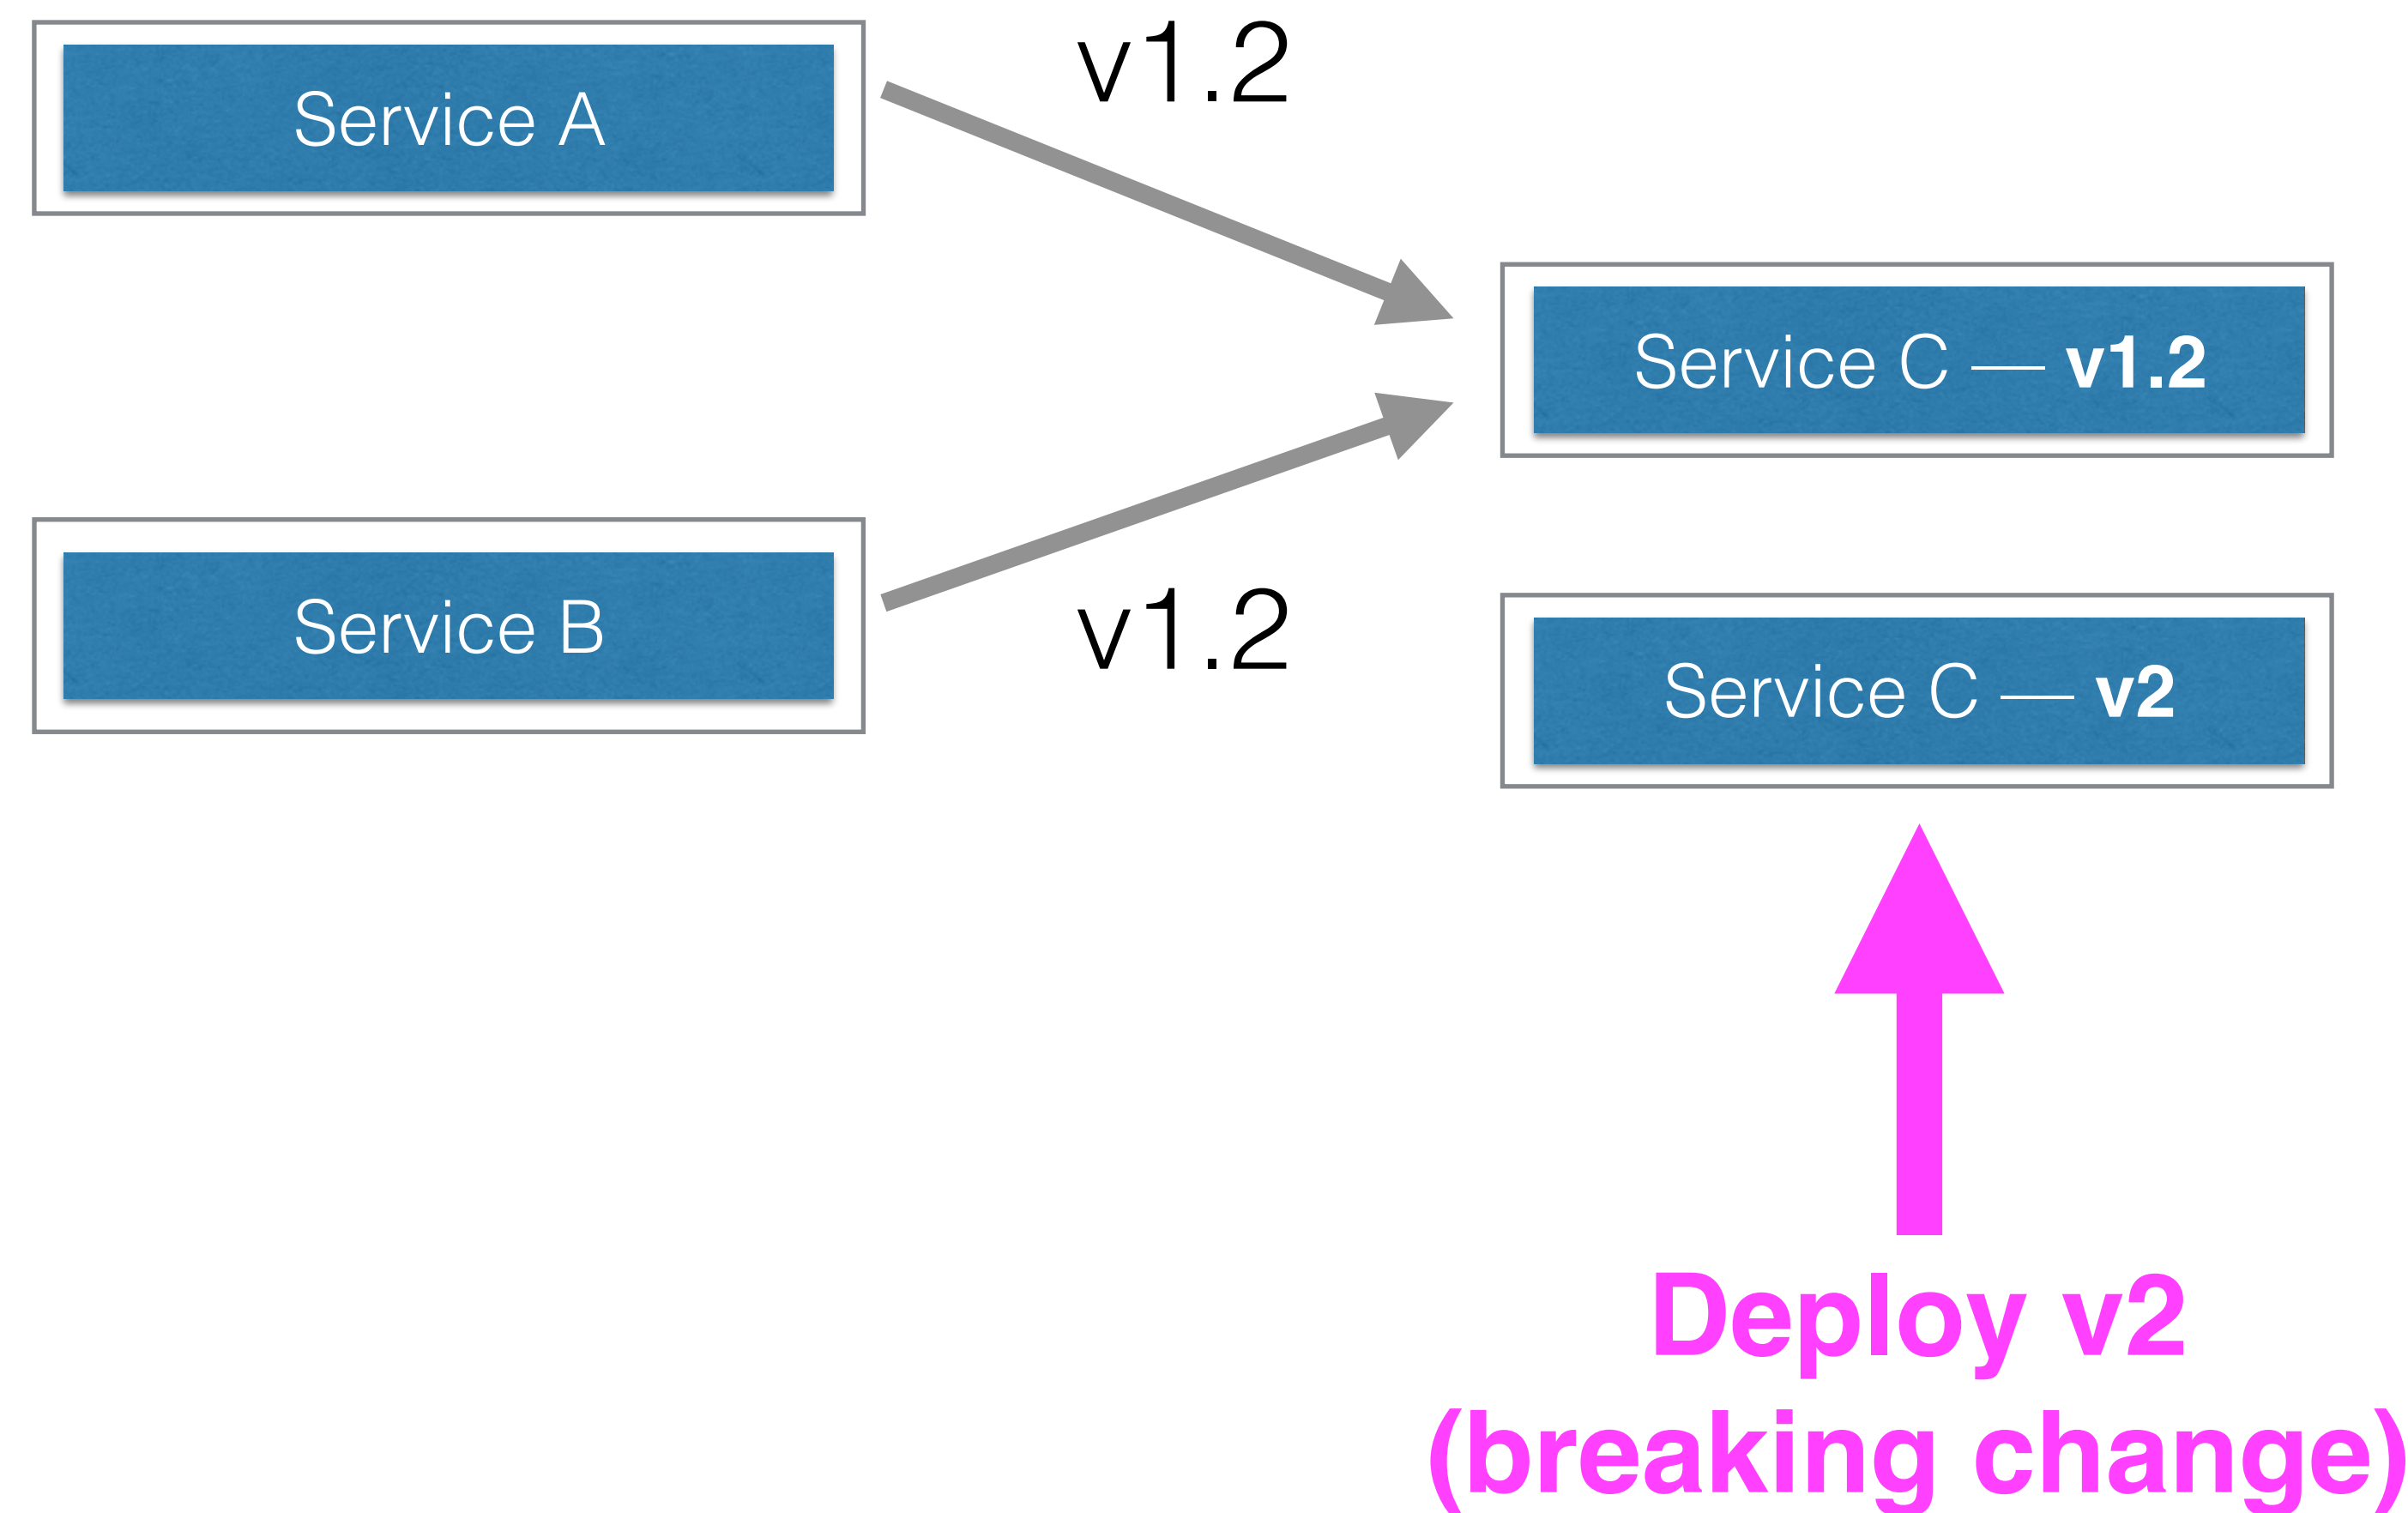 Service A
v1.2
Service C — v1.2
Service B
v1.2
Service C — v2
Deploy v2
(breaking change)